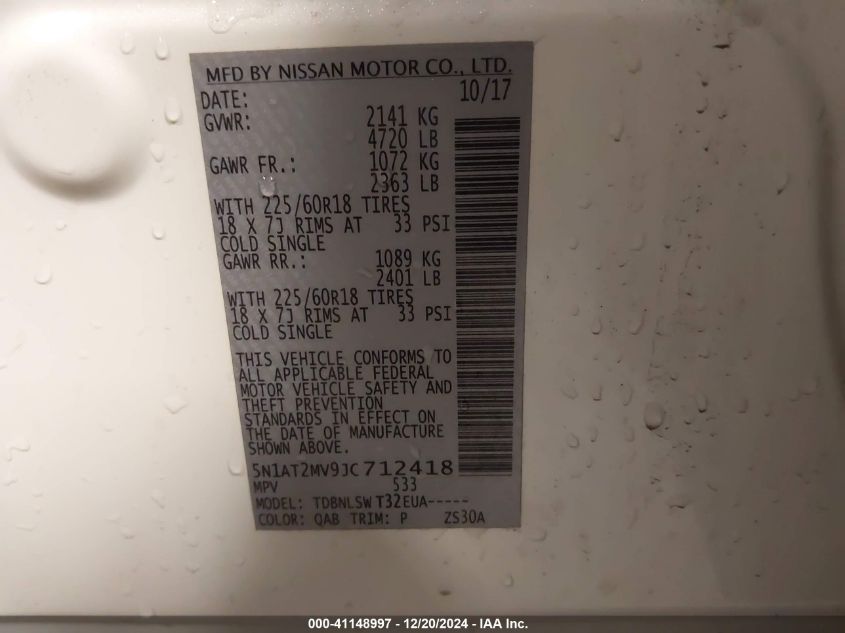 MFD BY NISSAN MOTOR CO., LTD.
DATE: 10/17
GVWR: 2141 KG
4720 LB
GAWR FR.: 1072 KG
2363 LB
WITH 225/60R18 TIRES
18 X 7J RIMS AT 33 PSI
COLD SINGLE
GAWR RR.: 1089 KG
2401 LB
WITH 225/60R18 TIRES
18 X 7J RIMS AT 33 PSI
COLD SINGLE
THIS VEHICLE CONFORMS TO
ALL APPLICABLE FEDERAL
MOTOR VEHICLE SAFETY AND
THEFT PREVENTION
STANDARDS IN EFFECT ON
THE DATE OF MANUFACTURE
SHOWN ABOVE.
5N1AT2MV9JC712418
MPV 533
MODEL: TDBNLSW T32EUA-----
COLOR: QAB TRIM: P ZS30A
000-41148997 - 12/20/2024 - IAA Inc.